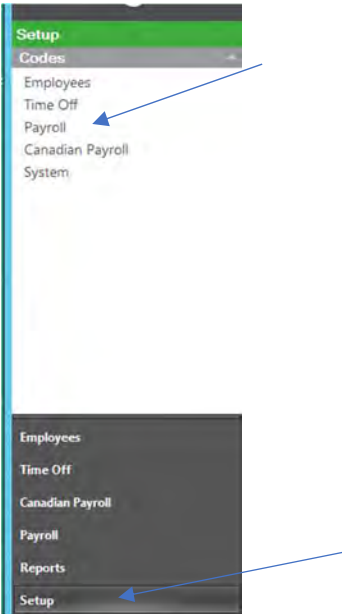 Setup
Codes
Employees
Time Off
Payroll
Canadian Payroll
System
Employees
Time Off
Canadian Payroll
Payroll
Reports
Setup